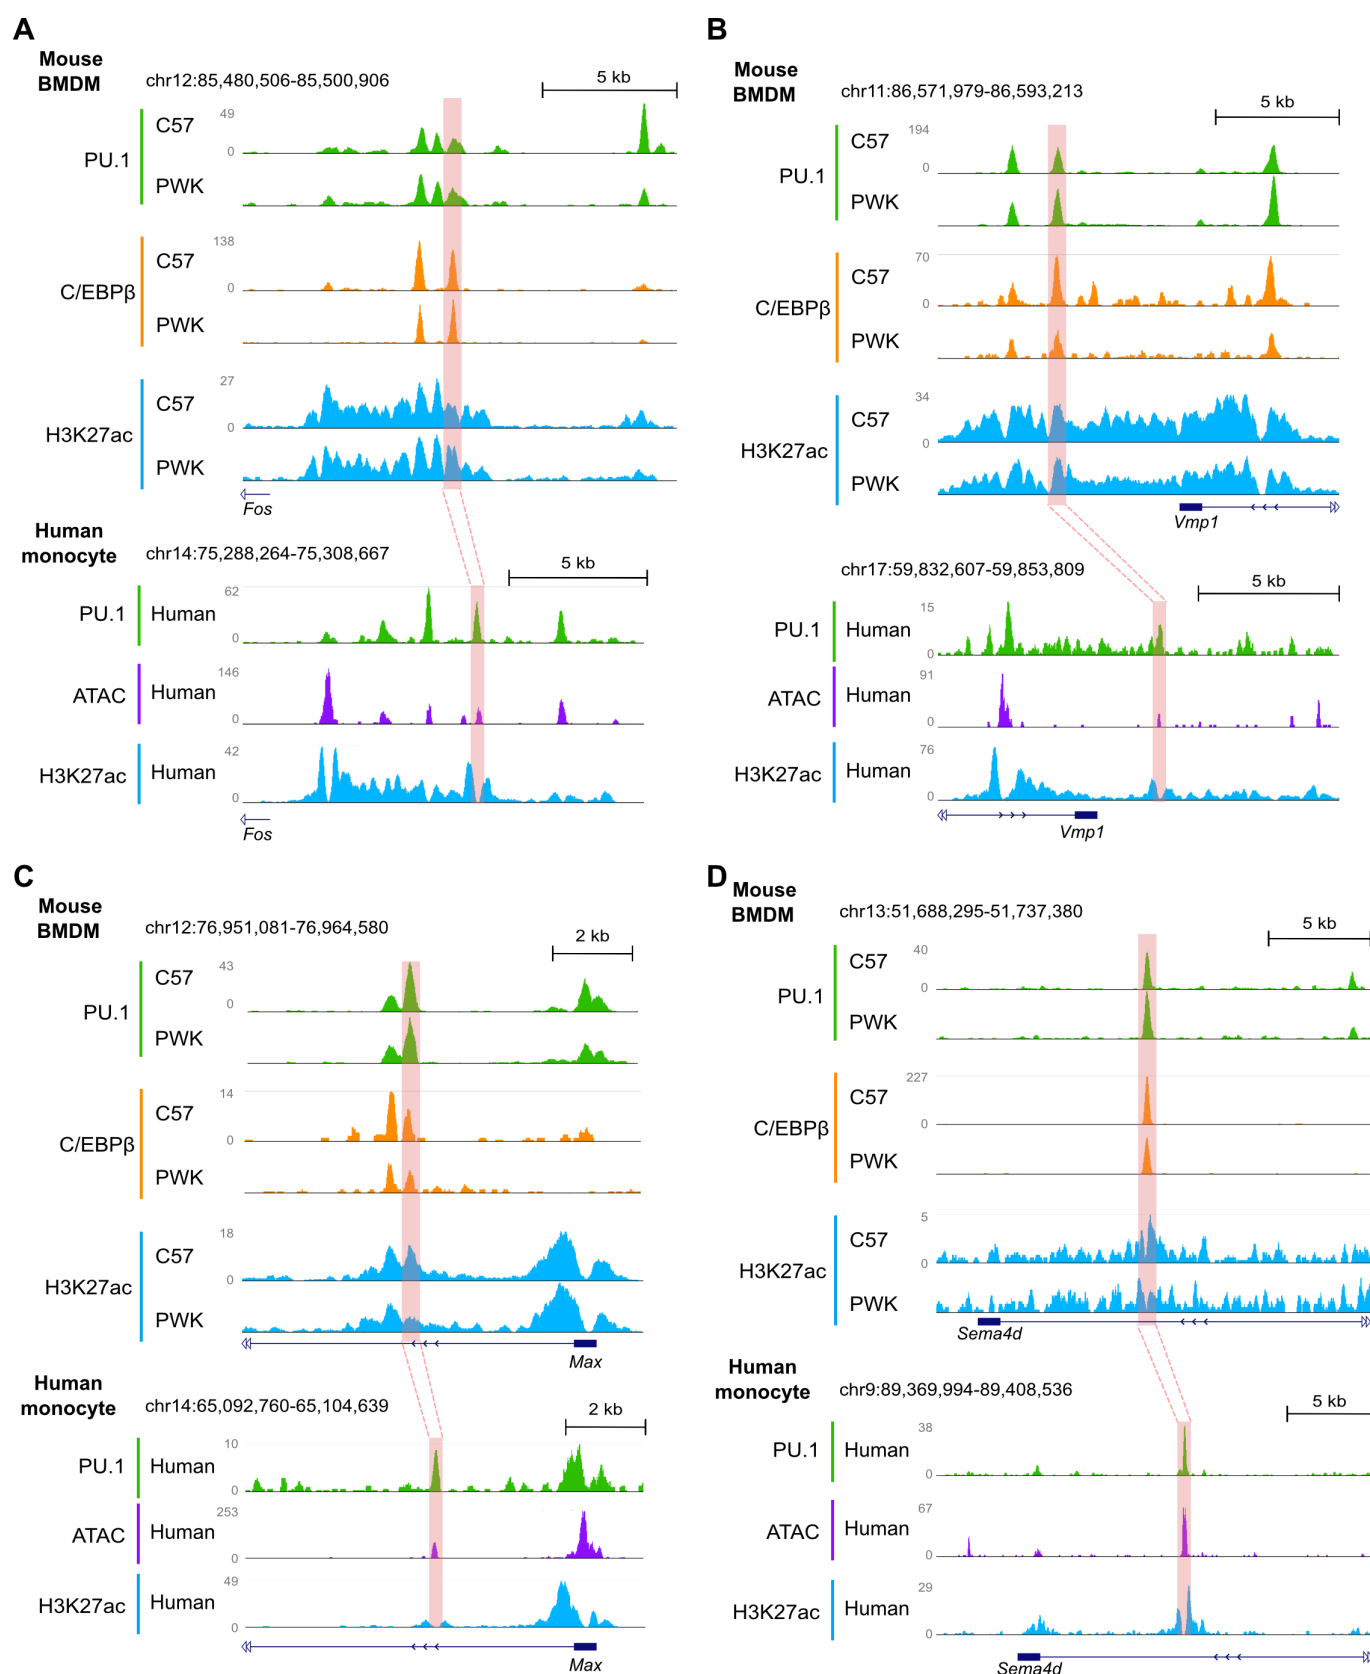 A
Mouse
BMDM
chr12:85,480,506-85,500,906
5 kb
PU.1
C57
49
0
PWK
C/EBPβ
138
C57
0
PWK
H3K27ac
27
C57
0
PWK
Fos
Human
monocyte
chr14:75,288,264-75,308,667
5 kb
PU.1
Human
62
0
ATAC
Human
146
0
H3K27ac
Human
42
0
Fos
B
Mouse
BMDM
chr11:86,571,979-86,593,213
5 kb
PU.1
194
C57
0
PWK
C/EBPβ
70
C57
0
PWK
H3K27ac
34
C57
0
PWK
Vmp1
chr17:59,832,607-59,853,809
5 kb
PU.1
Human
15
0
ATAC
Human
91
0
H3K27ac
Human
76
0
Vmp1
C
Mouse
BMDM
chr12:76,951,081-76,964,580
2 kb
PU.1
43
C57
0
PWK
C/EBPβ
14
C57
0
PWK
H3K27ac
18
C57
0
PWK
Max
Human
monocyte
chr14:65,092,760-65,104,639
2 kb
PU.1
Human
10
0
ATAC
Human
253
0
H3K27ac
Human
49
0
Max
D
Mouse
BMDM
chr13:51,688,295-51,737,380
5 kb
PU.1
40
C57
0
PWK
C/EBPβ
227
C57
0
PWK
H3K27ac
5
C57
0
PWK
Sema4d
Human
monocyte
chr9:89,369,994-89,408,536
5 kb
PU.1
Human
38
0
ATAC
Human
67
0
H3K27ac
Human
29
0
Sema4d